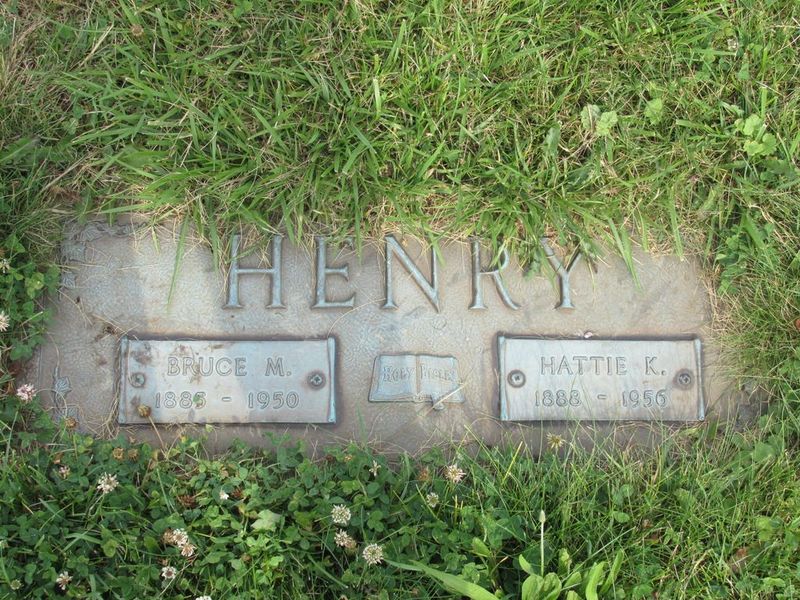 HENRY
BRUCE M.
1885 - 1950
HOLY BIBLE
HATTIE K.
1888 - 1956